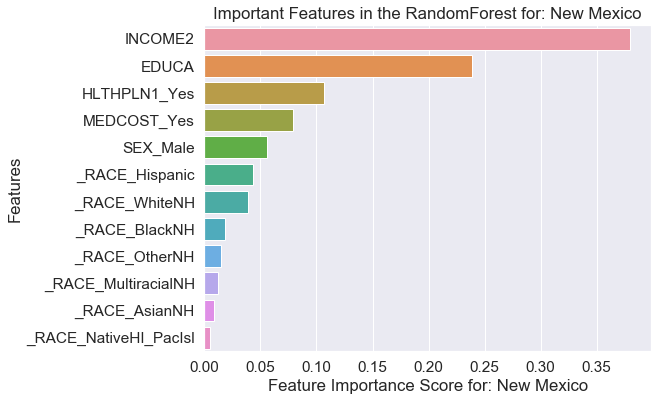 Important Features in the RandomForest for: New Mexico
INCOME2
EDUCA
HLTHPLN1_Yes
MEDCOST_Yes
SEX_Male
_RACE_Hispanic
_RACE_WhiteNH
_RACE_BlackNH
_RACE_OtherNH
_RACE_MultiracialNH
_RACE_AsianNH
_RACE_NativeHI_PacIsl
Features
0.00 0.05 0.10 0.15 0.20 0.25 0.30 0.35
Feature Importance Score for: New Mexico